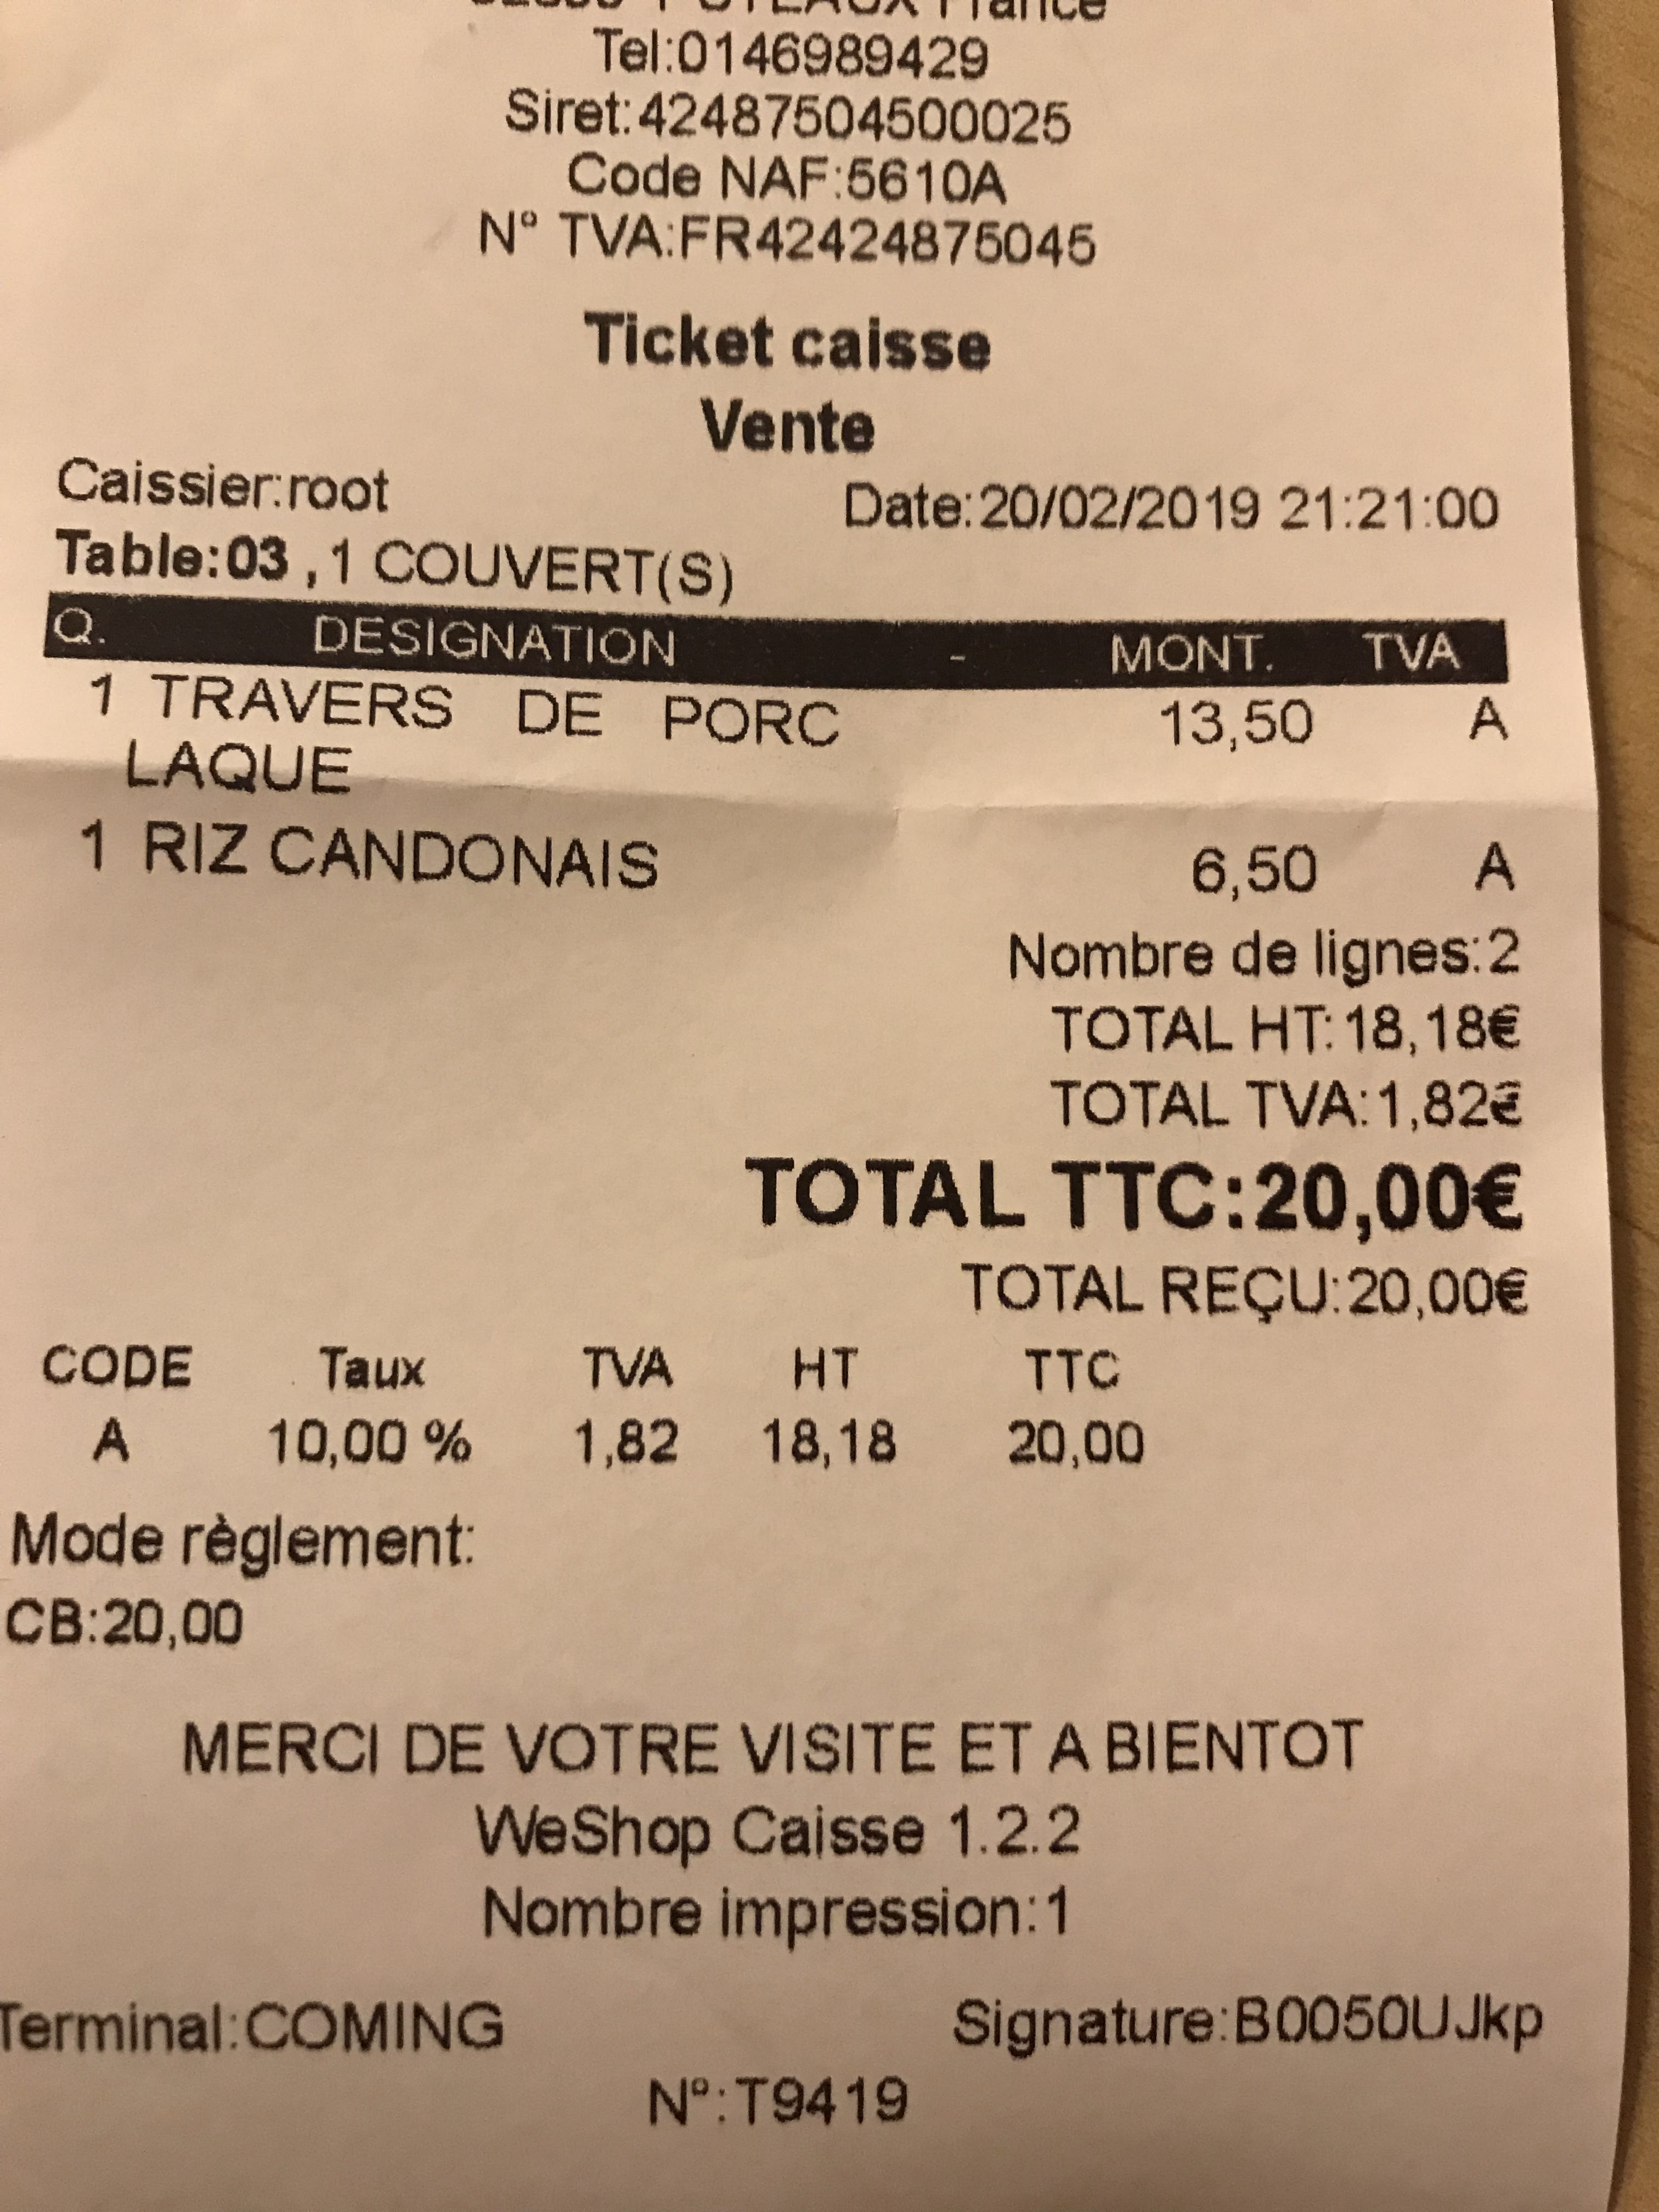 PUTEAUX France
Tel:0146989429
Siret:42487504500025
Code NAF:5610A
N° TVA:FR42424875045
Ticket caisse
Vente
Caissier:root Date:20/02/2019 21:21:00
Table:03 ,1 COUVERT(S)
Q. DESIGNATION - MONT. TVA
1 TRAVERS DE PORC 13,50 A
LAQUE
1 RIZ CANDONAIS 6,50 A
Nombre de lignes:2
TOTAL HT:18,18€
TOTAL TVA:1,82€
TOTAL TTC:20,00€
TOTAL REÇU:20,00€
CODE Taux TVA HT TTC
A 10,00 % 1,82 18,18 20,00
Mode règlement:
CB:20,00
MERCI DE VOTRE VISITE ET A BIENTOT
WeShop Caisse 1.2.2
Nombre impression:1
Terminal:COMING Signature:B0050UJkp
N°:T9419